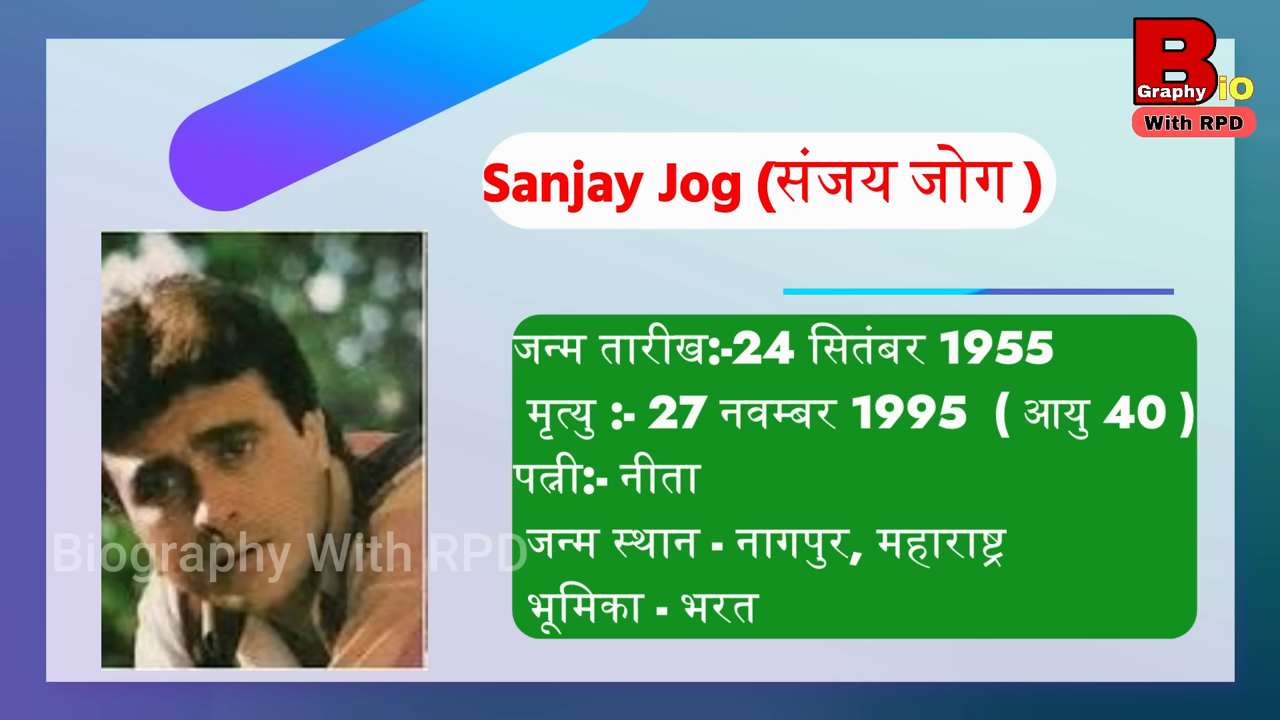 B
Graphy iO
With RPD
Sanjay Jog (संजय जोग )
जन्म तारीख:-24 सितंबर 1955
मृत्यु :- 27 नवम्बर 1995 ( आयु 40 )
पत्नी:- नीता
जन्म स्थान - नागपुर, महाराष्ट्र
भूमिका - भरत
Biography With RPD